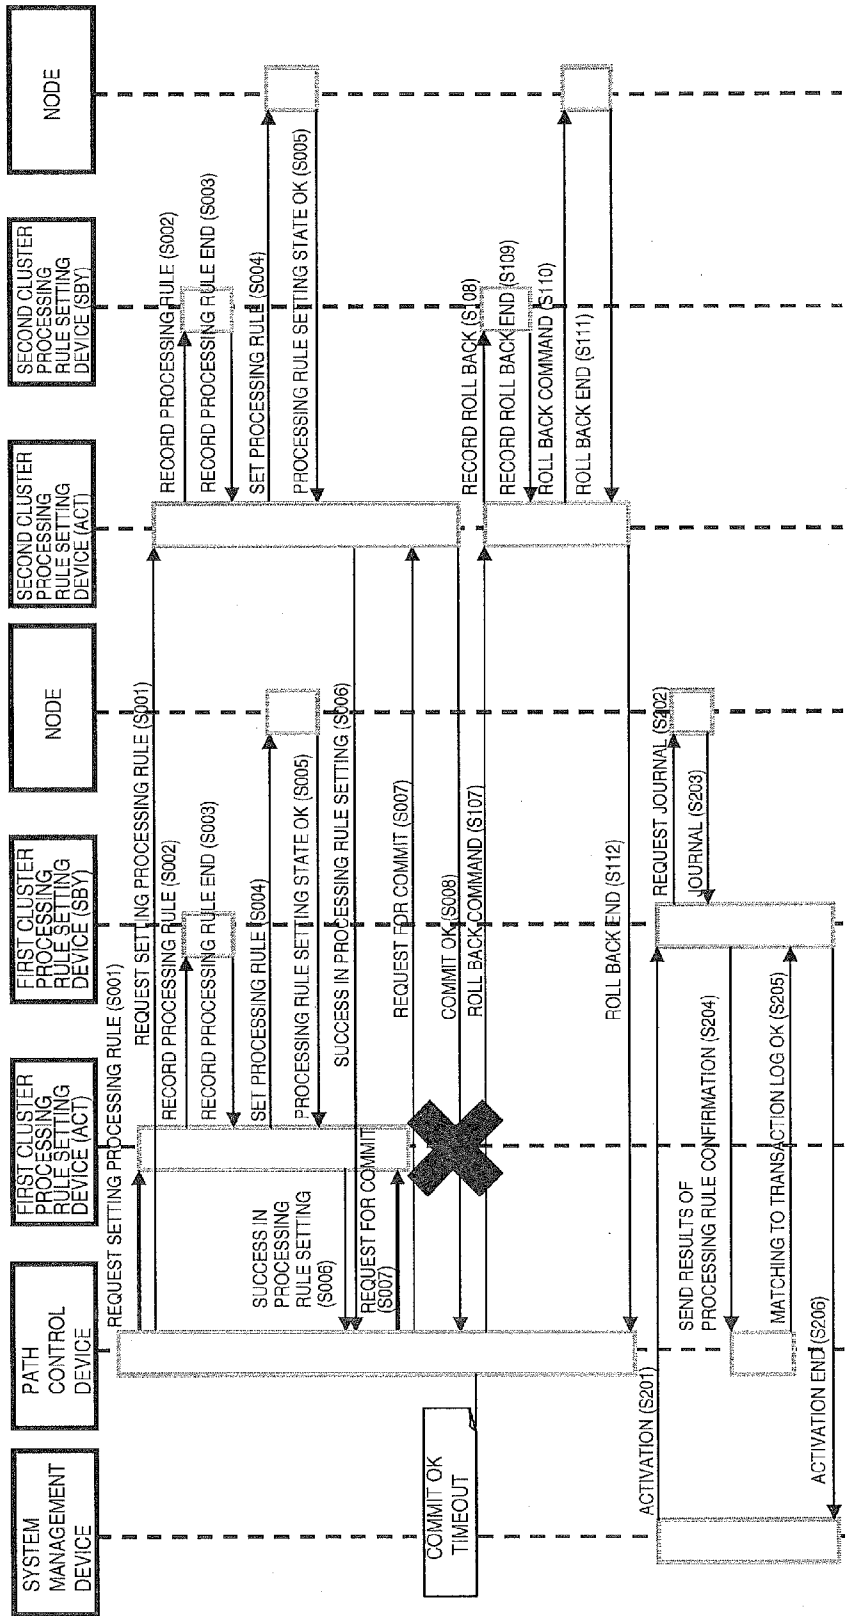 SYSTEM
MANAGEMENT
DEVICE
PATH
CONTROL
DEVICE
FIRST CLUSTER
PROCESSING
RULE SETTING
DEVICE (ACT)
FIRST CLUSTER
PROCESSING
RULE SETTING
DEVICE (SBY)
NODE
SECOND CLUSTER
PROCESSING
RULE SETTING
DEVICE (ACT)
SECOND CLUSTER
PROCESSING
RULE SETTING
DEVICE (SBY)
NODE
REQUEST SETTING PROCESSING RULE (S001)
REQUEST SETTING PROCESSING RULE (S001)
RECORD PROCESSING RULE (S002)
RECORD PROCESSING RULE END (S003)
SET PROCESSING RULE (S004)
PROCESSING RULE SETTING STATE OK (S005)
RECORD PROCESSING RULE (S002)
RECORD PROCESSING RULE END (S003)
SET PROCESSING RULE (S004)
PROCESSING RULE SETTING STATE OK (S005)
SUCCESS IN
PROCESSING
RULE SETTING
(S006)
SUCCESS IN PROCESSING RULE SETTING (S006)
REQUEST FOR COMMIT
(S007)
REQUEST FOR COMMIT (S007)
COMMIT OK (S008)
COMMIT OK
TIMEOUT
ROLL BACK COMMAND (S107)
RECORD ROLL BACK (S108)
RECORD ROLL BACK END (S109)
ROLL BACK COMMAND (S110)
ROLL BACK END (S111)
ROLL BACK END (S112)
ACTIVATION (S201)
REQUEST JOURNAL (S202)
JOURNAL (S203)
SEND RESULTS OF
PROCESSING RULE CONFIRMATION (S204)
MATCHING TO TRANSACTION LOG OK (S205)
ACTIVATION END (S206)